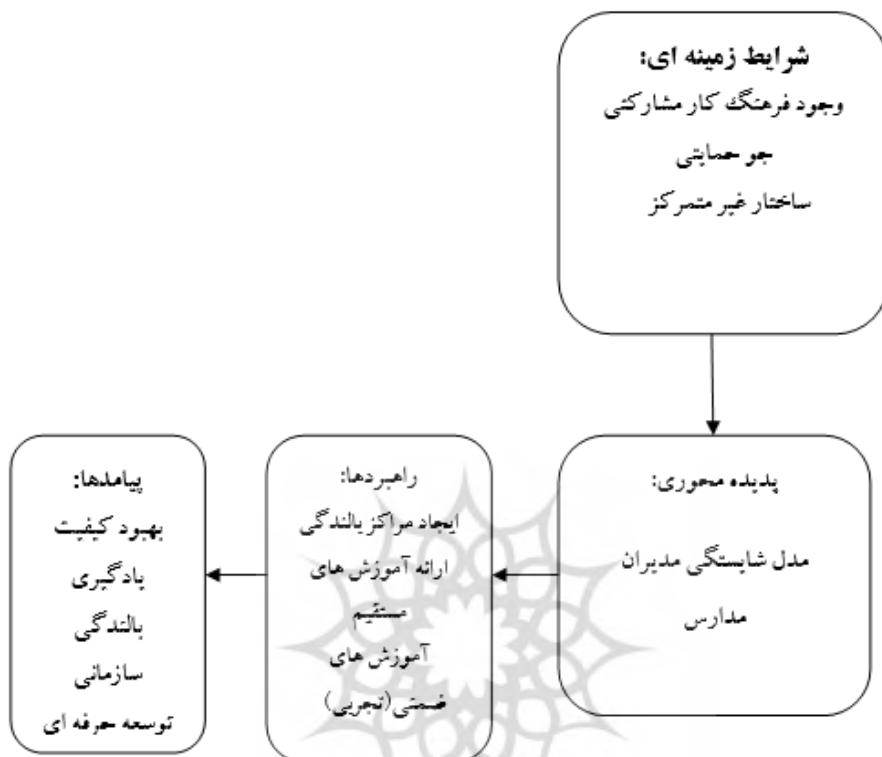 شرایط زمینه ای:
وجود فرهنگ کار مشارکتی
جو حمایتی
ساختار غیر متمرکز
پدیده محوری:
مدل شایستگی مدیران
مدارس
راهبردها:
ایجاد مراکز بالندگی
ارائه آموزش های
مستقیم
آموزش های
ضمنی(تجربی)
پیامدها:
بهبود کیفیت
یادگیری
بالندگی
سازمانی
توسعه حرفه ای